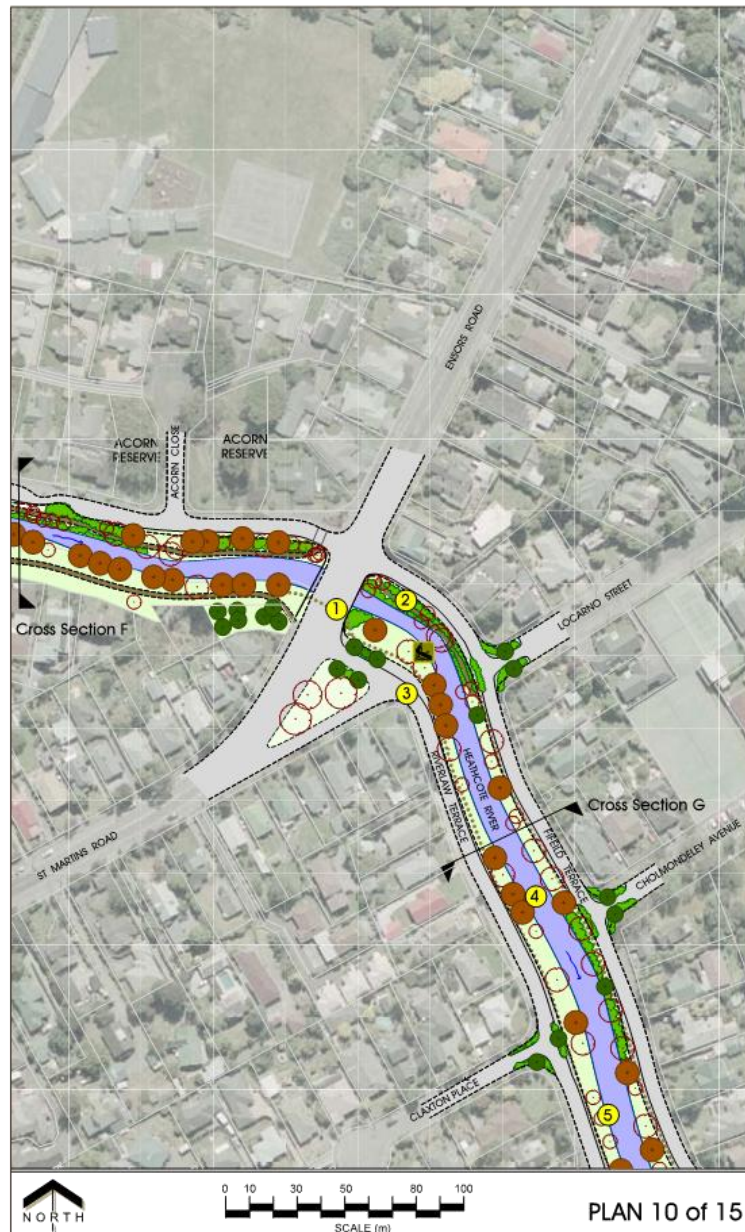 ENSORS ROAD
ACORN
RESERVE
ACORN CLOSE
ACORN
RESERVE
Cross Section F
1
2
LOCARNO STREET
3
RIVERLAW TERRACE
HEATHCOTE RIVER
Cross Section G
FIFEILD TERRACE
ST MARTINS ROAD
CHOLMONDELEY AVENUE
4
CLAXTON PLACE
5
NORTH
0 10 30 50 60 80 100
SCALE (m)
PLAN 10 of 15